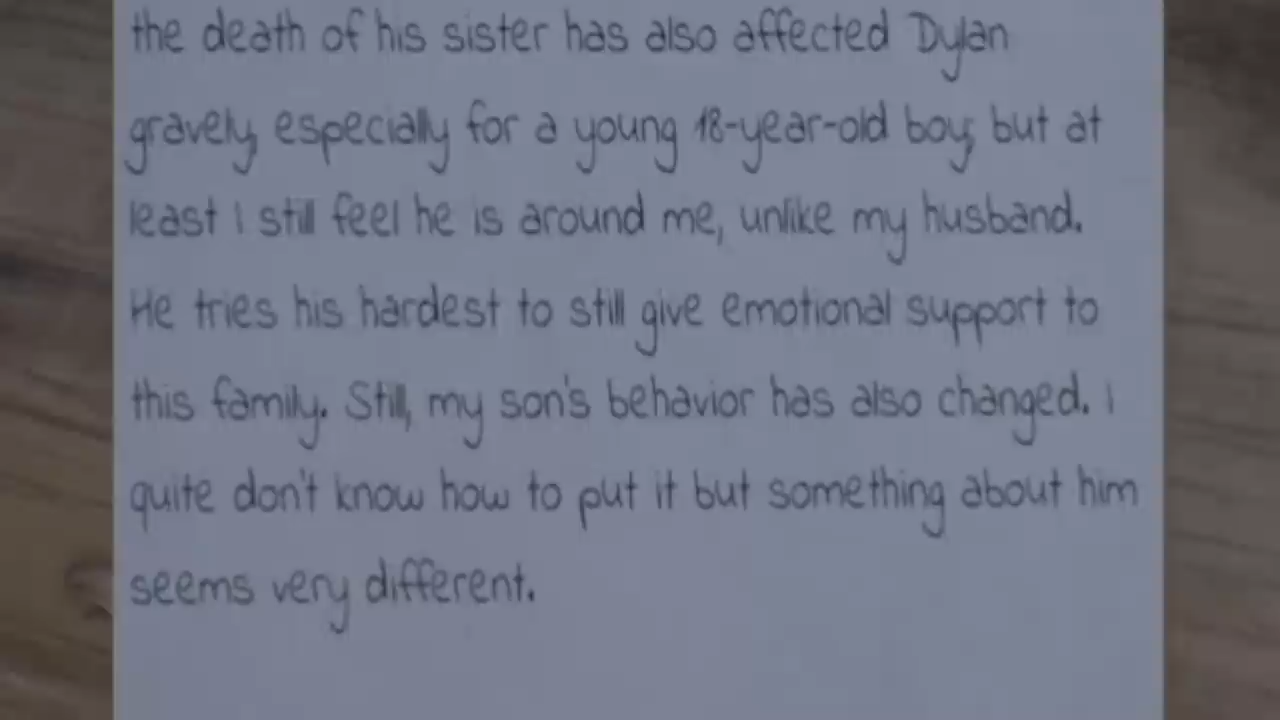 the death of his sister has also affected Dylan
gravely, especially for a young 18-year-old boy, but at
least i still feel he is around me, unlike my husband.
He tries his hardest to still give emotional support to
this family. Still, my son's behavior has also changed. i
quite don't know how to put it but something about him
seems very different.